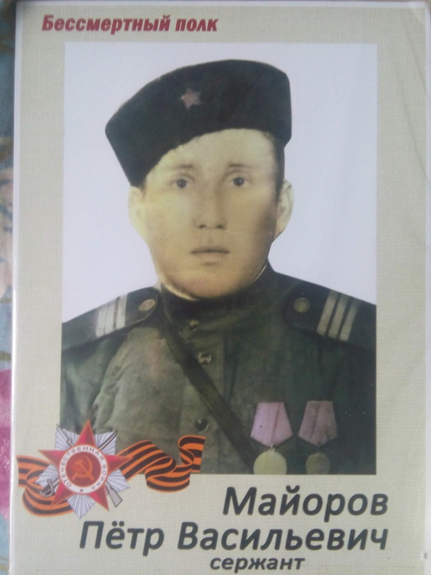 Бессмертный полк
Майоров
Пётр Васильевич
сержант